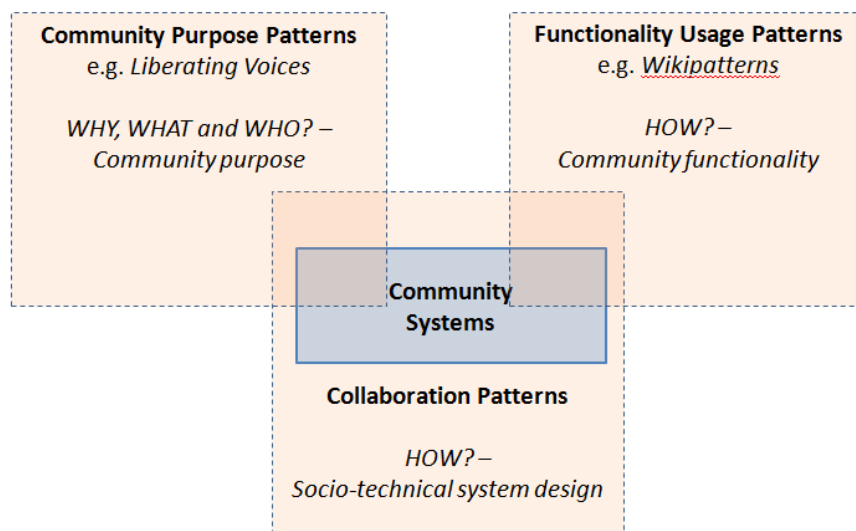 Community Purpose Patterns
e.g. Liberating Voices
WHY, WHAT and WHO? –
Community purpose
Functionality Usage Patterns
e.g. Wikipatterns
HOW? –
Community functionality
Community
Systems
Collaboration Patterns
HOW? –
Socio-technical system design